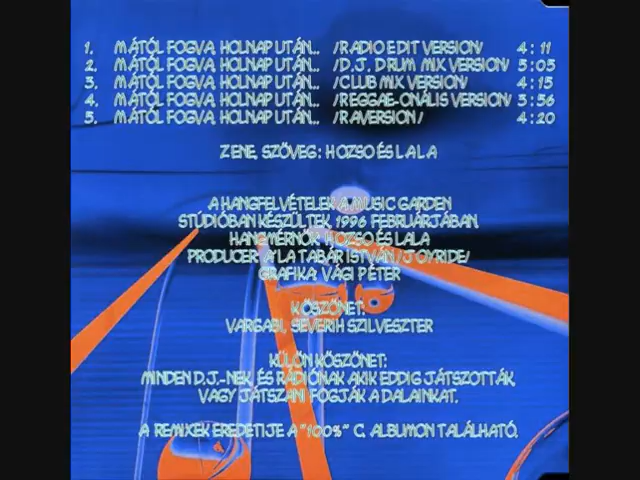 1. MÁTÓL FOGVA, HOLNAP UTÁN... /RADIO EDIT VERSION/ 4:11
2. MÁTÓL FOGVA, HOLNAP UTÁN... /D.J. DRUM MIX VERSION/ 5:05
3. MÁTÓL FOGVA, HOLNAP UTÁN... /CLUB MIX VERSION/ 4:15
4. MÁTÓL FOGVA, HOLNAP UTÁN... /REGGAE-ONÁLIS VERSION/ 3:56
5. MÁTÓL FOGVA, HOLNAP UTÁN... /RAVERSION/ 4:20
ZENE, SZÖVEG: HOZSO ÉS LALA
A HANGFELVÉTELEK A MUSIC GARDEN
STÚDIÓBAN KÉSZÜLTEK, 1996 FEBRUÁRJÁBAN.
HANGMÉRNÖK: HOZSO ÉS LALA
PRODUCER: TABÁR ISTVÁN /JOYRIDE/
GRAFIKA: VÁGI PÉTER
KÖSZÖNET:
VARGABI, SEVERIH SZILVESZTER
KÜLÖN KÖSZÖNET:
MINDEN D.J.-NEK, ÉS RÁDIÓNAK AKIK EDDIG JÁTSZOTTÁK,
VAGY JÁTSZANI FOGJÁK A DALAINKAT.
A REMIXEK EREDETIJE A "100%" C. ALBUMON TALÁLHATÓ.